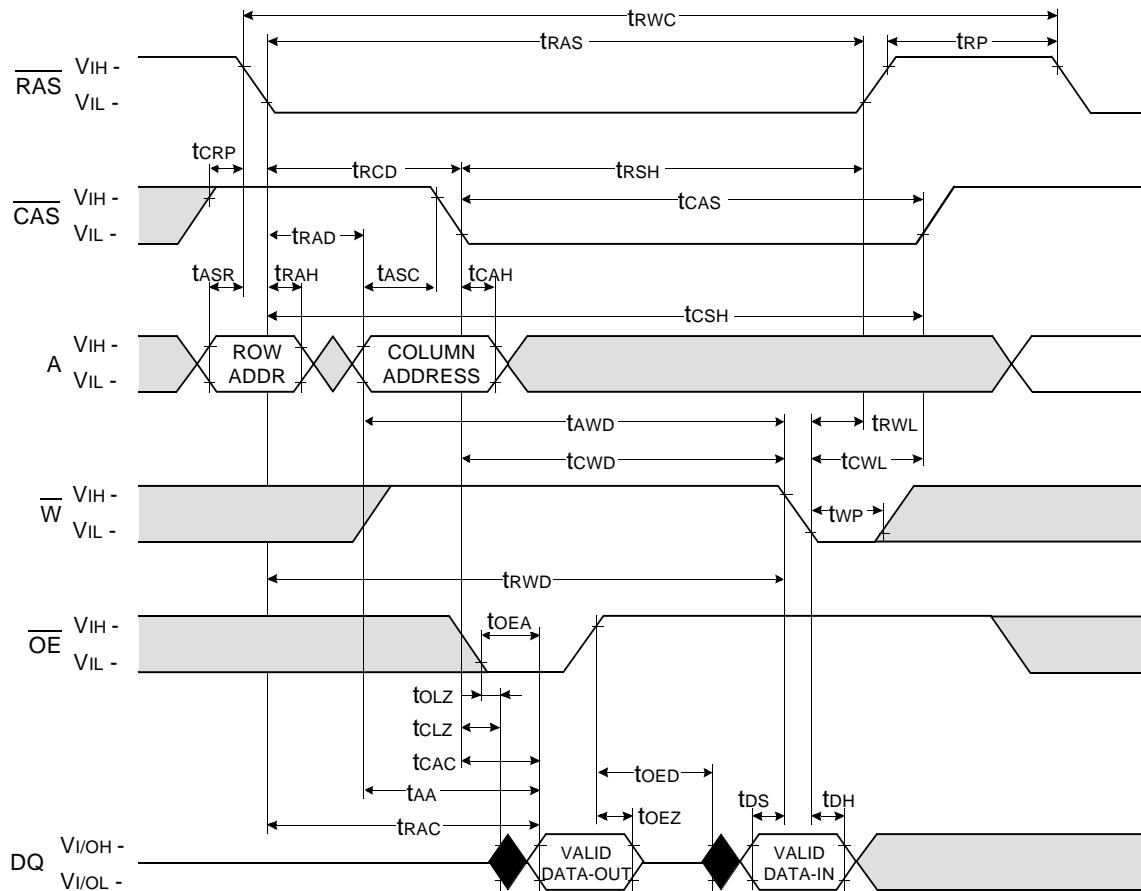 tRWC
tRAS
tRP
RAS
VIH -
VIL -
tCRP
tRCD
tRSH
CAS
VIH -
VIL -
tCAS
tRAD
tASR
tRAH
tASC
tCAH
tCSH
A
VIH -
VIL -
ROW
ADDR
COLUMN
ADDRESS
tAWD
tRWL
tCWD
tCWL
W
VIH -
VIL -
tWP
tRWD
OE
VIH -
VIL -
tOEA
tOLZ
tCLZ
tCAC
tOED
tAA
tDS
tDH
tRAC
tOEZ
DQ
VI/OH -
VI/OL -
VALID
DATA-OUT
VALID
DATA-IN